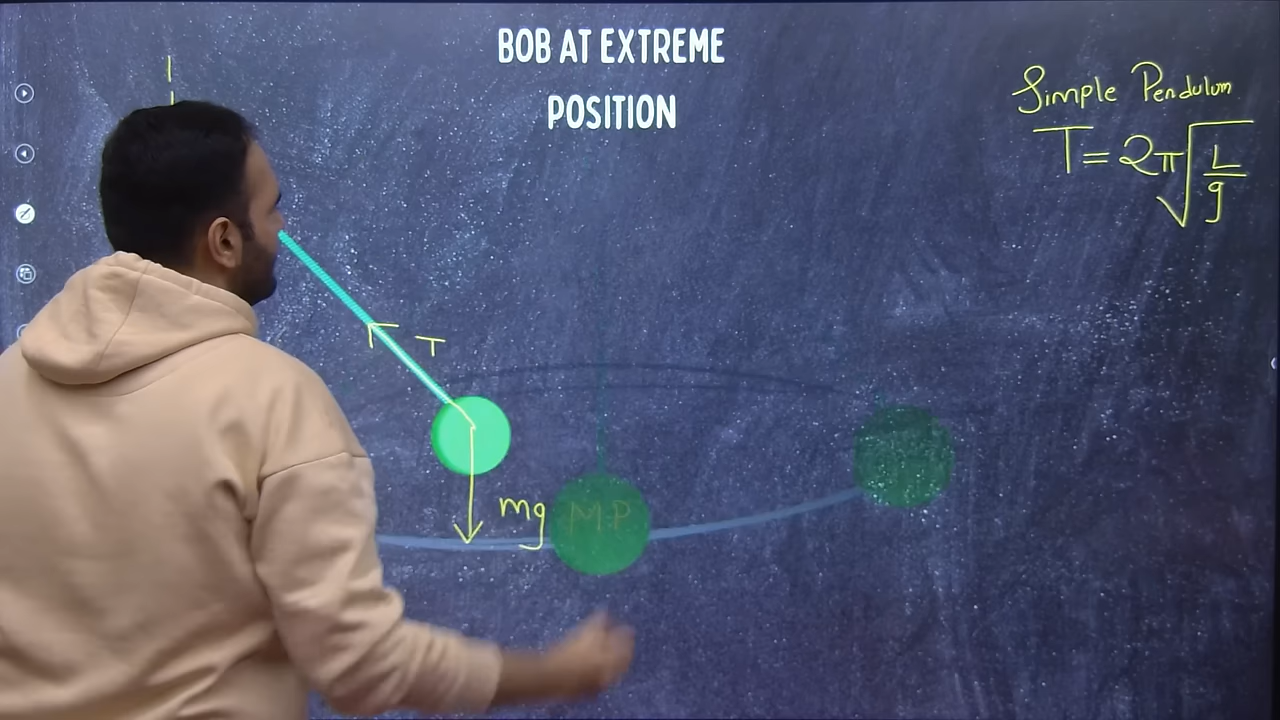 BOB AT EXTREME
POSITION
Simple Pendulum
T = 2π√(L/g)
T
mg
M.P